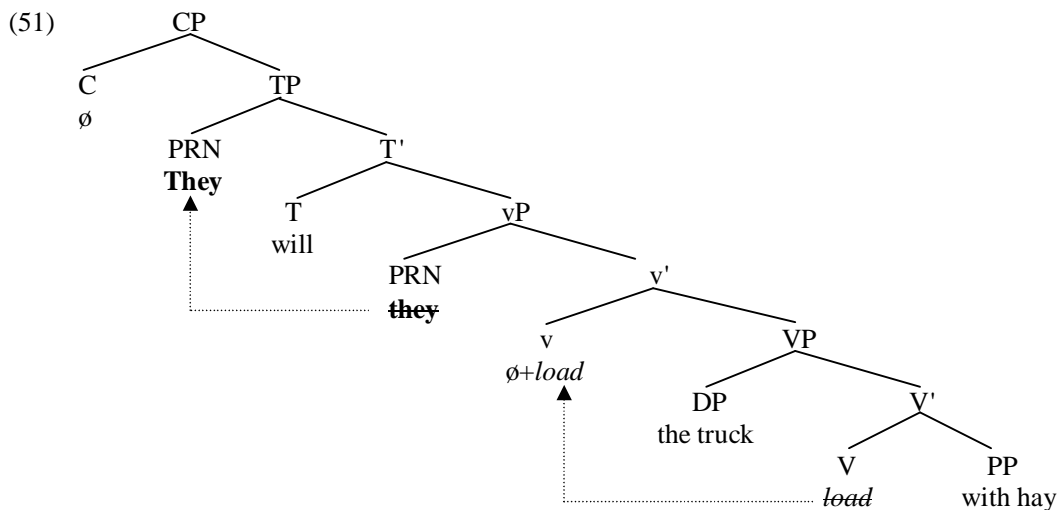 (51) CP
C TP
ø
PRN T'
They
T vP
will
PRN v'
they
v VP
ø+load
DP V'
the truck
V PP
load with hay